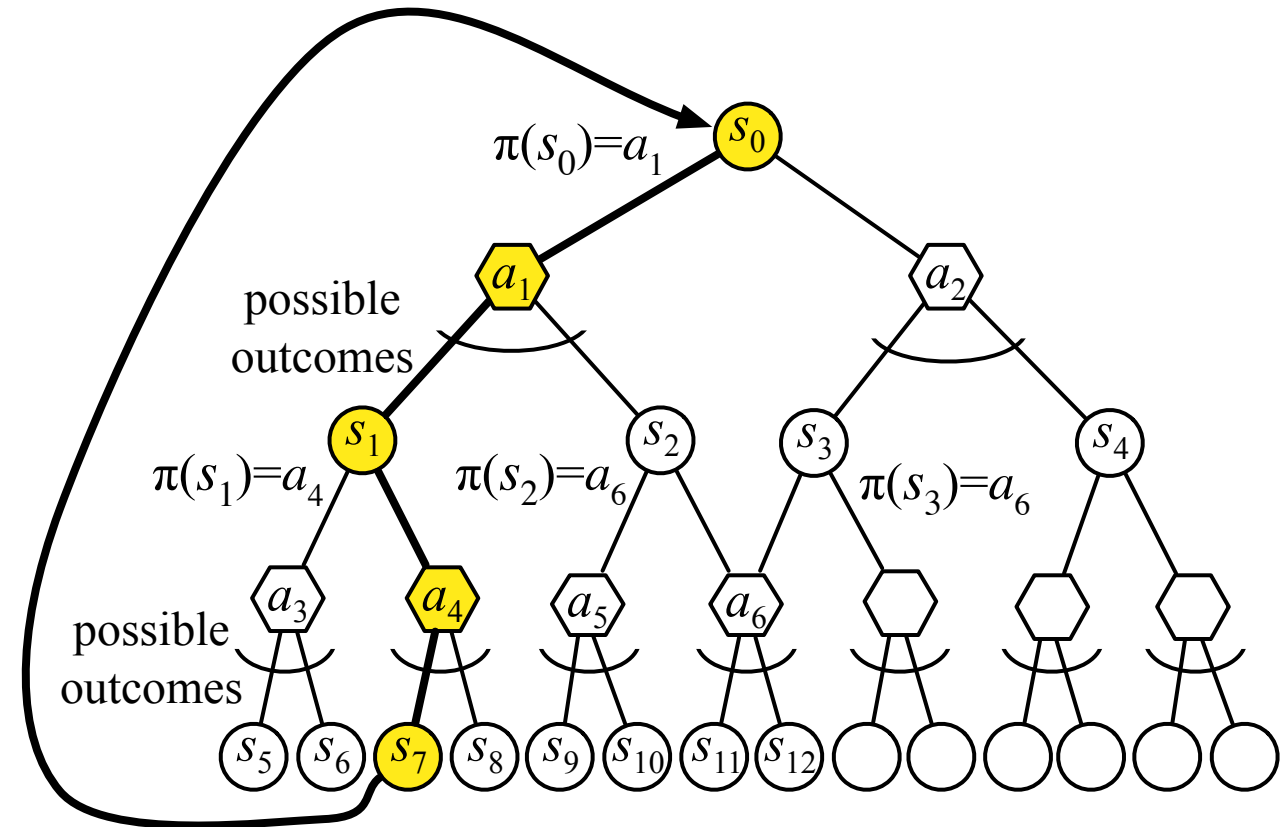 s0
π(s0)=a1
a1
a2
possible
outcomes
s1
s2
s3
s4
π(s1)=a4
π(s2)=a6
π(s3)=a6
a3
a4
a5
a6
possible
outcomes
s5
s6
s7
s8
s9
s10
s11
s12